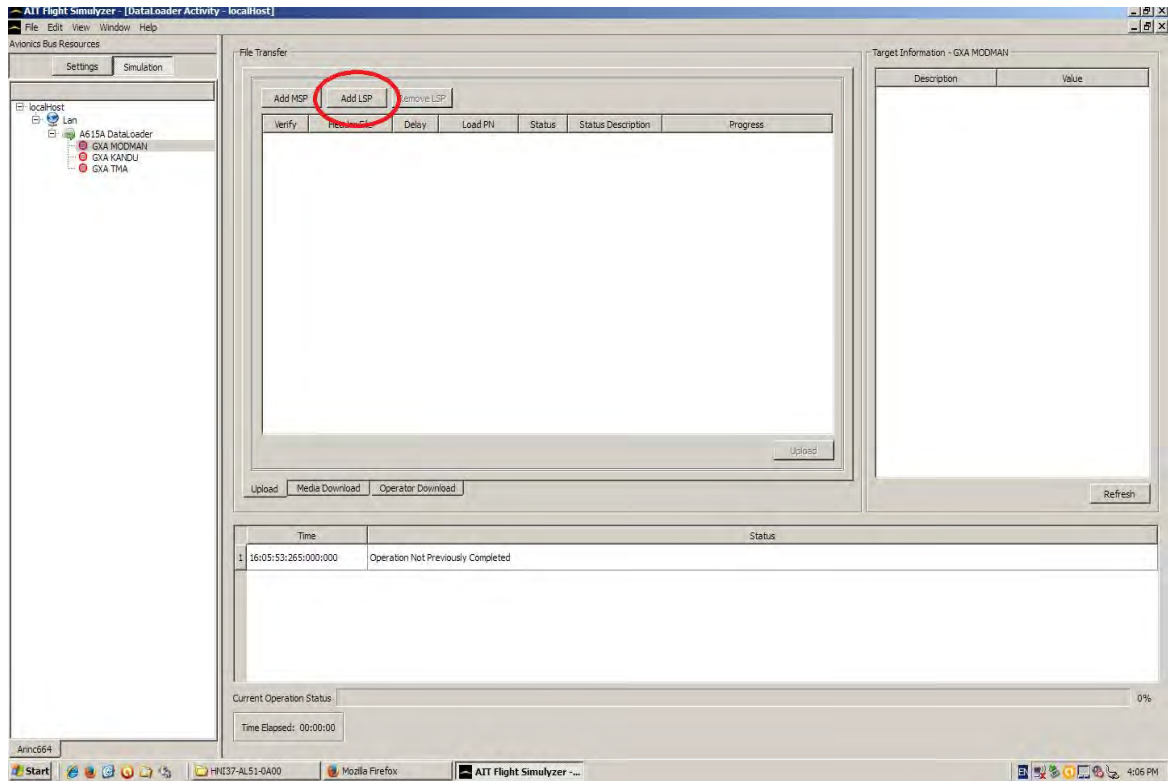 AIT Flight Simulyzer - [DataLoader Activity - localHost]
File Edit View Window Help
Avionics Bus Resources
Settings Simulation
localHost
Lan
A615A DataLoader
GXA MODMAN
GXA KANDU
GXA TMA
Arinc664
File Transfer
Add MSP Add LSP Remove LSP
Verify Header File Delay Load PN Status Status Description Progress
Upload
Upload Media Download Operator Download
Target Information - GXA MODMAN
Description Value
Refresh
Time Status
1 16:05:53:265:000:000 Operation Not Previously Completed
Current Operation Status 0%
Time Elapsed: 00:00:00
Start HNI37-AL51-0A00 Mozilla Firefox AIT Flight Simulyzer -... EN 4:06 PM